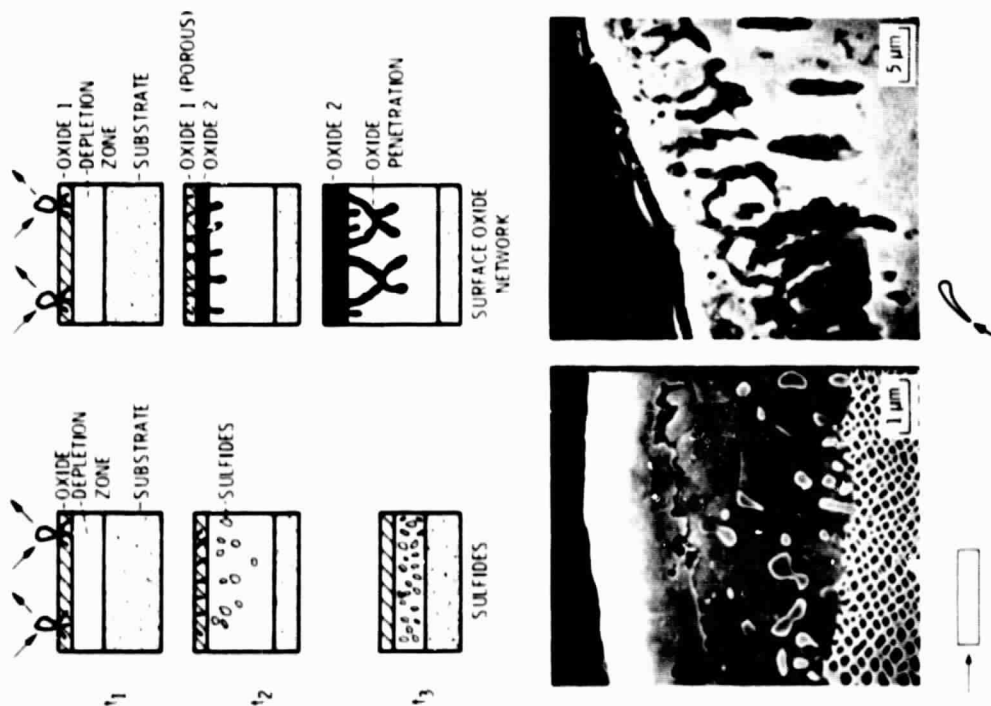 t1
OXIDE
DEPLETION
ZONE
SUBSTRATE
t2
SULFIDES
t3
SULFIDES
OXIDE 1
DEPLETION
ZONE
SUBSTRATE
OXIDE 1 (POROUS)
OXIDE 2
OXIDE 2
OXIDE
PENETRATION
SURFACE OXIDE
NETWORK
1 μm
5 μm